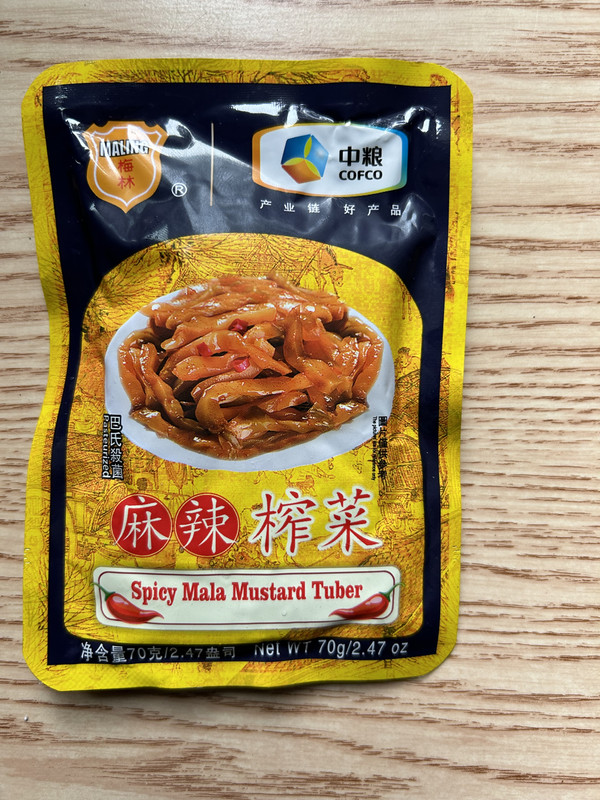 MALING
梅
林
®
中粮
COFCO
产业链 好产品
巴氏殺菌
Pasteurized
麻辣榨菜
Spicy Mala Mustard Tuber
净含量70克/2.47盎司 Net WT 70g/2.47 oz